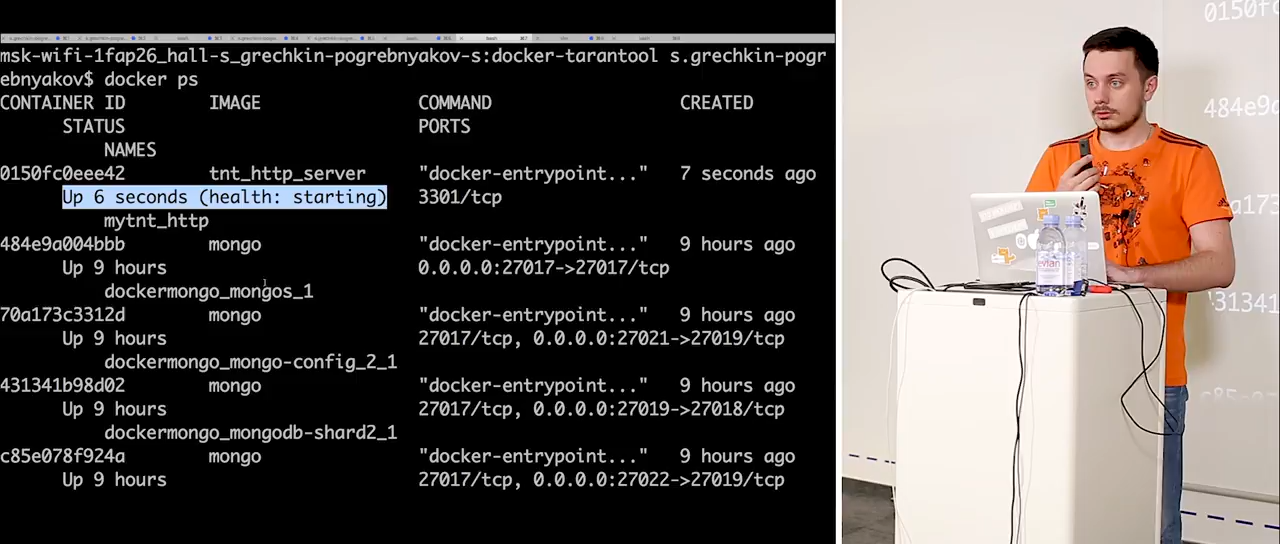 msk-wifi-1fap26_hall-s_grechkin-pogrebnyakov-s:docker-tarantool s.grechkin-pogr
ebnyakov$ docker ps
CONTAINER ID IMAGE COMMAND CREATED
STATUS PORTS
NAMES
0150fc0eee42 tnt_http_server "docker-entrypoint..." 7 seconds ago
Up 6 seconds (health: starting) 3301/tcp
mytnt_http
484e9a004bbb mongo "docker-entrypoint..." 9 hours ago
Up 9 hours 0.0.0.0:27017->27017/tcp
dockermongo_mongos_1
70a173c3312d mongo "docker-entrypoint..." 9 hours ago
Up 9 hours 27017/tcp, 0.0.0.0:27021->27019/tcp
dockermongo_mongo-config_2_1
431341b98d02 mongo "docker-entrypoint..." 9 hours ago
Up 9 hours 27017/tcp, 0.0.0.0:27019->27018/tcp
dockermongo_mongodb-shard2_1
c85e078f924a mongo "docker-entrypoint..." 9 hours ago
Up 9 hours 27017/tcp, 0.0.0.0:27022->27019/tcp
0150fc
484e9a
evian